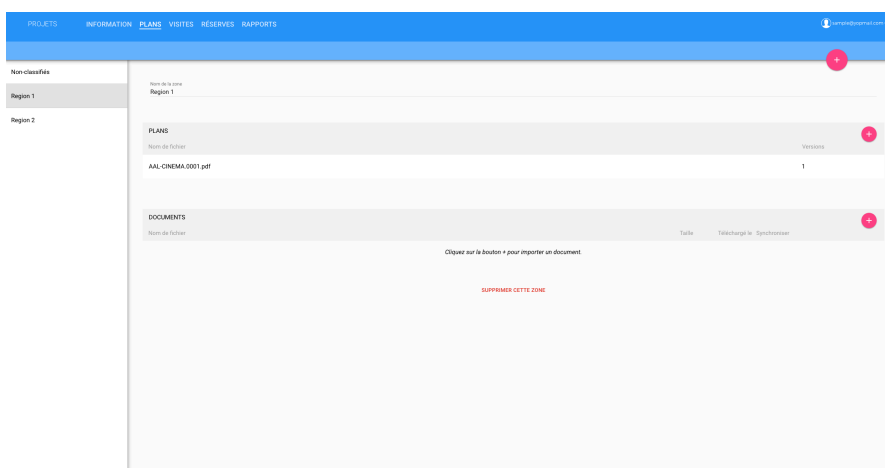 PROJETS INFORMATION PLANS VISITES RÉSERVES RAPPORTS sample@yopmail.com
+
Non-classifiés
Region 1
Region 2
Nom de la zone
Region 1
PLANS +
Nom de fichier Versions
AAL-CINEMA.0001.pdf 1
DOCUMENTS +
Nom de fichier Taille Téléchargé le Synchroniser
Cliquez sur la bouton + pour importer un document.
SUPPRIMER CETTE ZONE